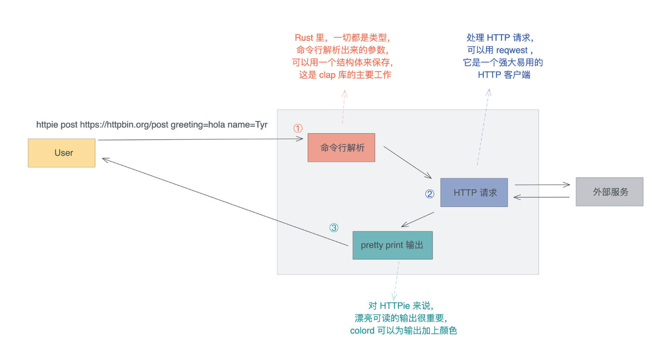 Rust 里，一切都是类型，
命令行解析出来的参数，
可以用一个结构体来保存，
这是 clap 库的主要工作
处理 HTTP 请求，
可以用 reqwest ，
它是一个强大易用的
HTTP 客户端
httpie post https://httpbin.org/post greeting=hola name=Tyr
①
User
命令行解析
②
HTTP 请求
外部服务
③
pretty print 输出
对 HTTPie 来说，
漂亮可读的输出很重要，
colord 可以为输出加上颜色